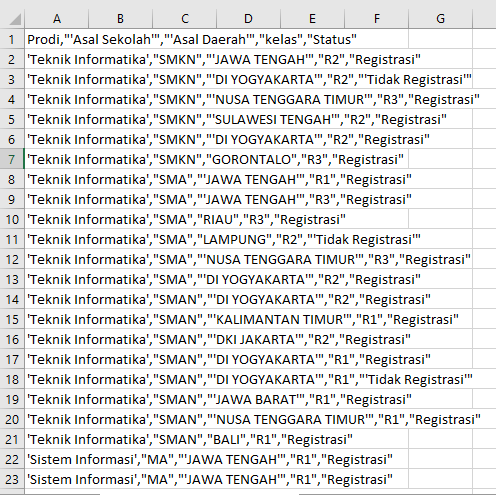 A B C D E F G
1 Prodi,"'Asal Sekolah'","'Asal Daerah'","kelas","Status"
2 'Teknik Informatika',"SMKN","'JAWA TENGAH'","R2","Registrasi"
3 'Teknik Informatika',"SMKN","'DI YOGYAKARTA'","R2","'Tidak Registrasi'"
4 'Teknik Informatika',"SMKN","'NUSA TENGGARA TIMUR'","R3","Registrasi"
5 'Teknik Informatika',"SMKN","'SULAWESI TENGAH'","R2","Registrasi"
6 'Teknik Informatika',"SMKN","'DI YOGYAKARTA'","R2","Registrasi"
7 'Teknik Informatika',"SMKN","GORONTALO","R3","Registrasi"
8 'Teknik Informatika',"SMA","'JAWA TENGAH'","R1","Registrasi"
9 'Teknik Informatika',"SMA","'JAWA TENGAH'","R3","Registrasi"
10 'Teknik Informatika',"SMA","RIAU","R3","Registrasi"
11 'Teknik Informatika',"SMA","LAMPUNG","R2","'Tidak Registrasi'"
12 'Teknik Informatika',"SMA","'NUSA TENGGARA TIMUR'","R3","Registrasi"
13 'Teknik Informatika',"SMA","'DI YOGYAKARTA'","R2","Registrasi"
14 'Teknik Informatika',"SMAN","'DI YOGYAKARTA'","R2","Registrasi"
15 'Teknik Informatika',"SMAN","'KALIMANTAN TIMUR'","R1","Registrasi"
16 'Teknik Informatika',"SMAN","'DKI JAKARTA'","R2","Registrasi"
17 'Teknik Informatika',"SMAN","'DI YOGYAKARTA'","R1","Registrasi"
18 'Teknik Informatika',"SMAN","'DI YOGYAKARTA'","R1","'Tidak Registrasi'"
19 'Teknik Informatika',"SMAN","'JAWA BARAT'","R1","Registrasi"
20 'Teknik Informatika',"SMAN","'NUSA TENGGARA TIMUR'","R1","Registrasi"
21 'Teknik Informatika',"SMAN","BALI","R1","Registrasi"
22 'Sistem Informasi',"MA","'JAWA TENGAH'","R1","Registrasi"
23 'Sistem Informasi',"MA","'JAWA TENGAH'","R1","Registrasi"